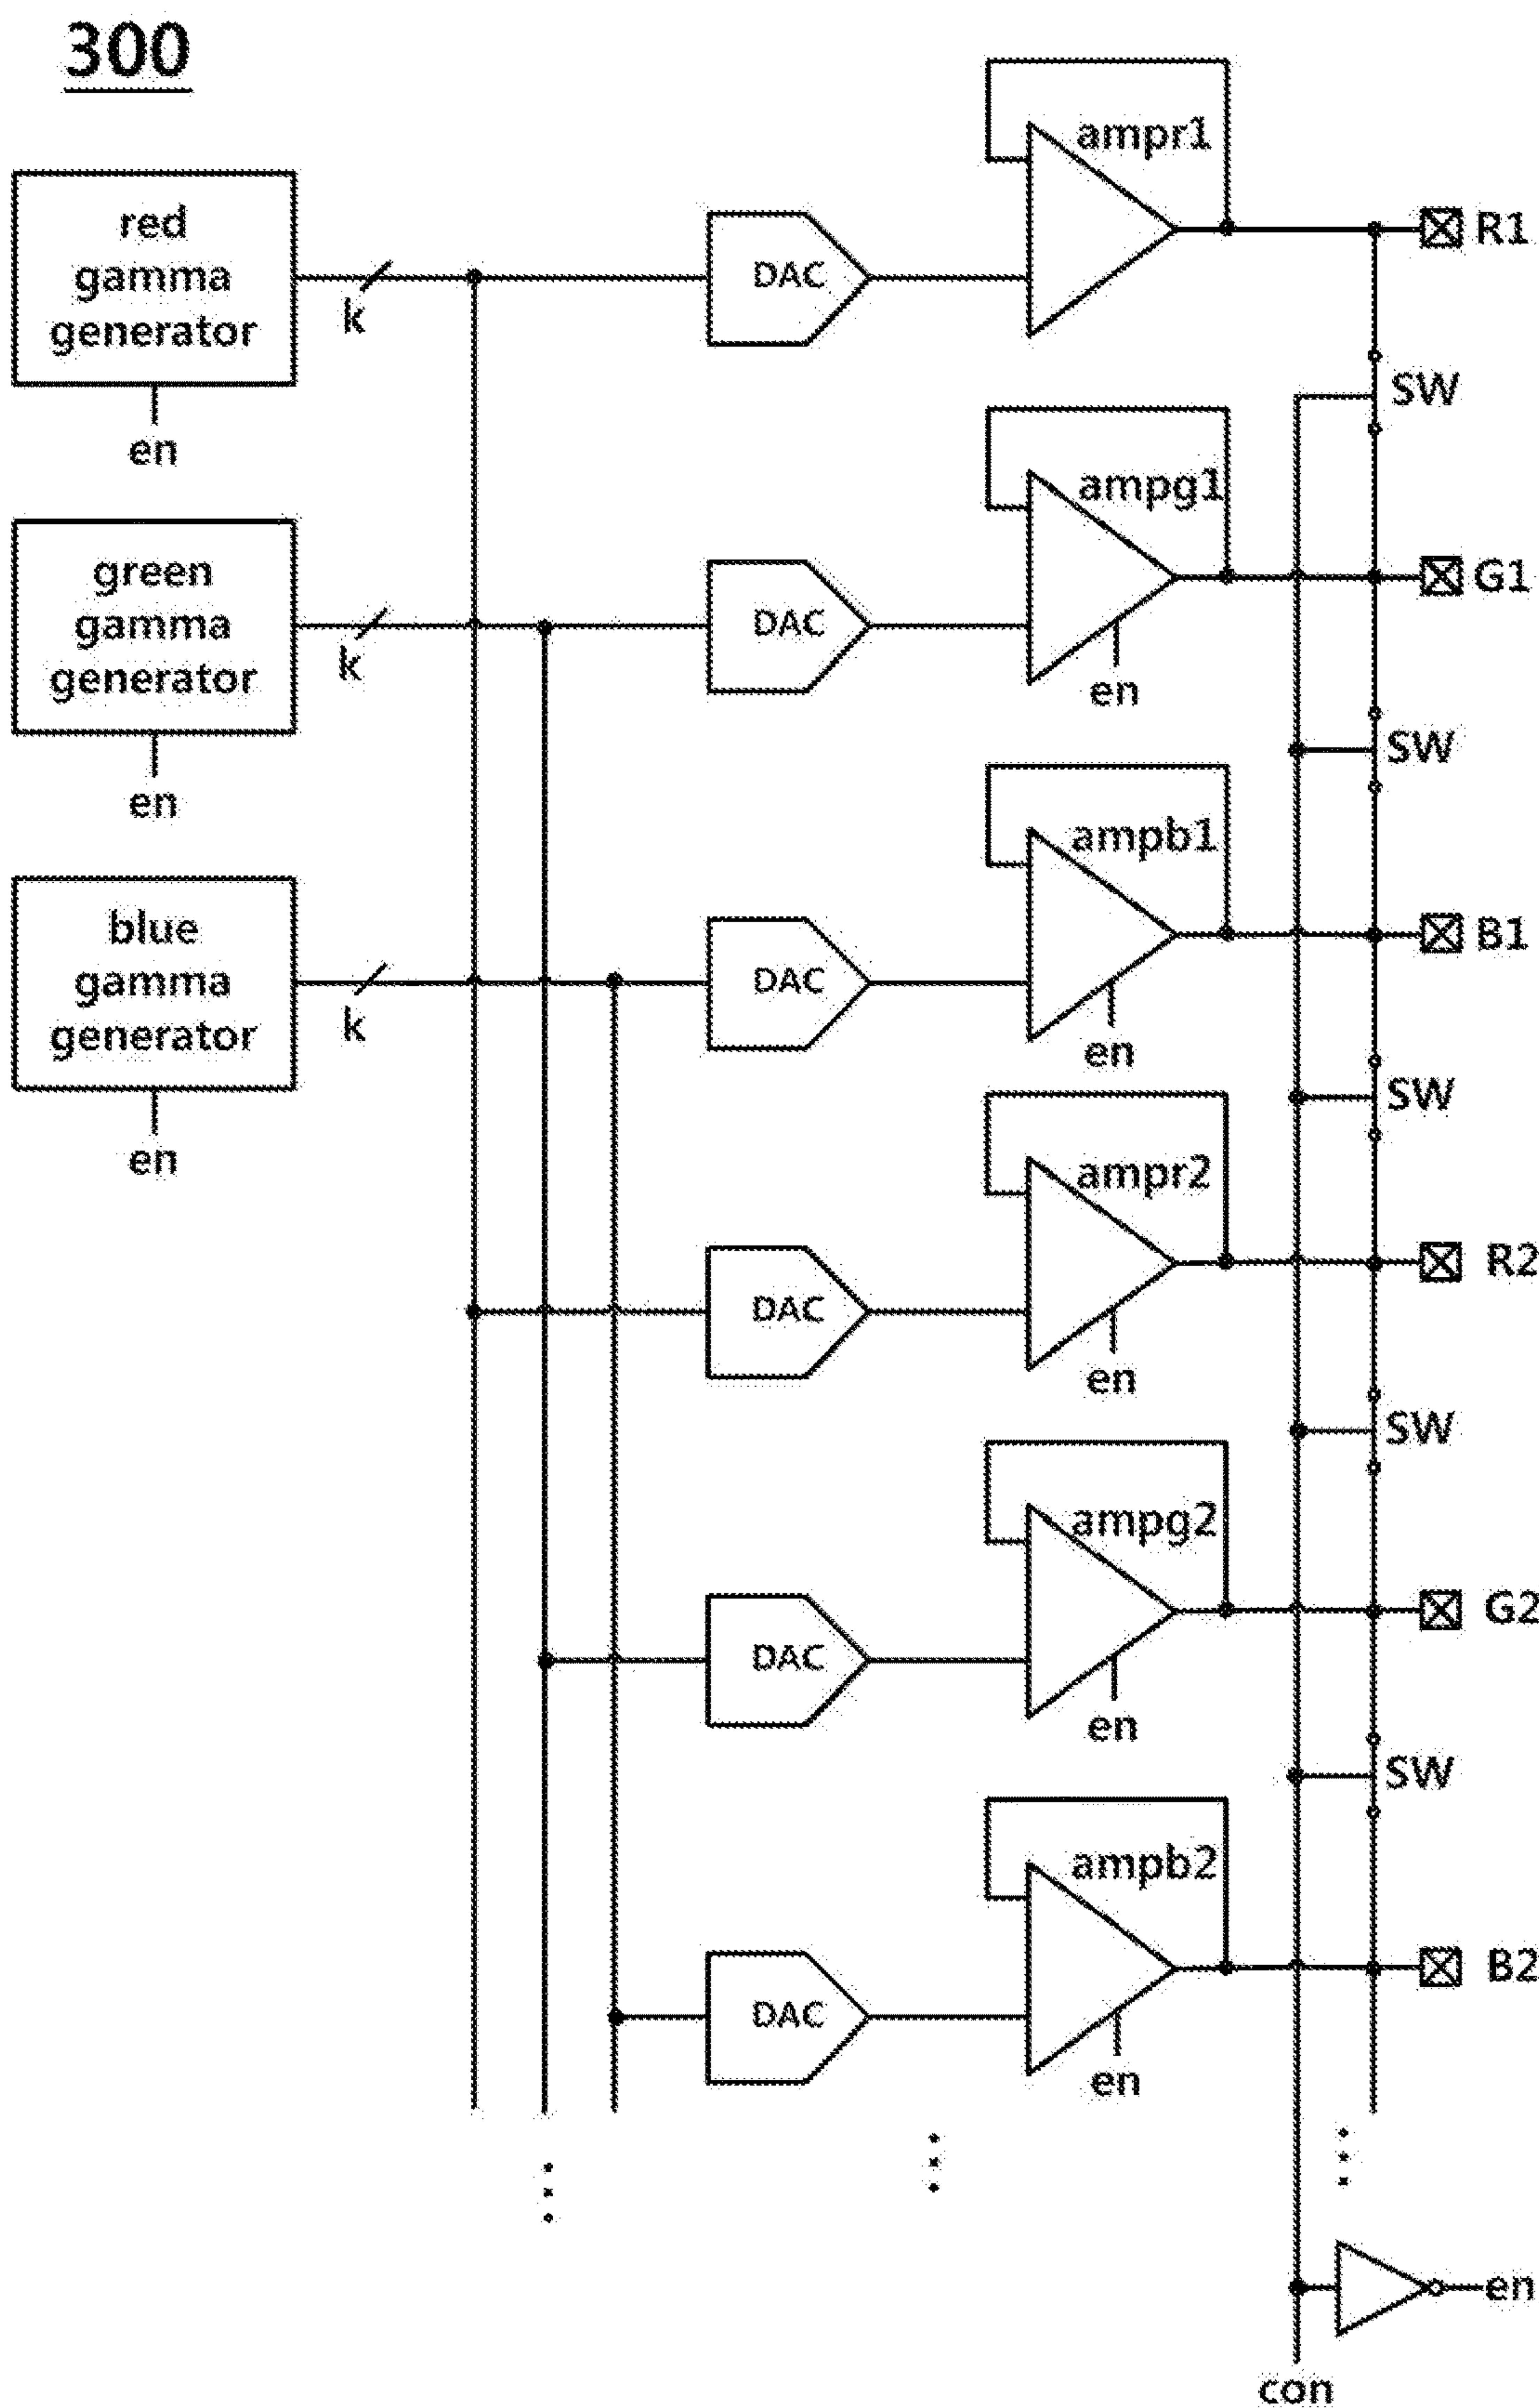 300
ampr1
red
gamma
generator
k
DAC
R1
en
SW
ampg1
green
gamma
generator
k
DAC
G1
en
en
SW
ampb1
blue
gamma
generator
k
DAC
B1
en
en
SW
ampr2
DAC
R2
en
SW
ampg2
DAC
G2
en
SW
ampb2
DAC
B2
en
en
con